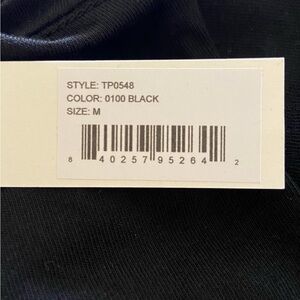 STYLE: TP0548
COLOR: 0100 BLACK
SIZE: M
8 40257 95264 2